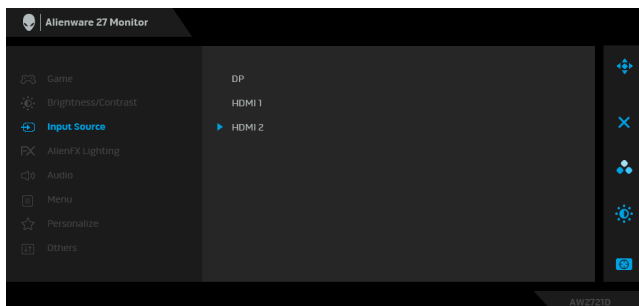 Alienware 27 Monitor
Game
Brightness/Contrast
Input Source
AlienFX Lighting
Audio
Menu
Personalize
Others
DP
HDMI 1
HDMI 2
AW2721D